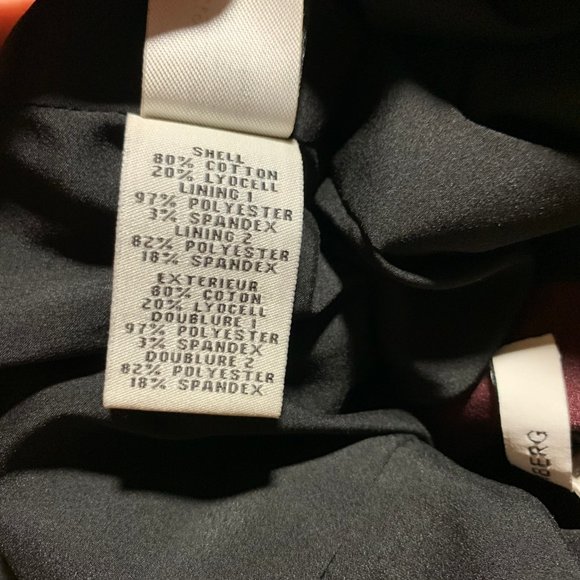 SHELL
80% COTTON
20% LYOCELL
LINING 1
97% POLYESTER
3% SPANDEX
LINING 2
82% POLYESTER
18% SPANDEX
EXTERIEUR
80% COTON
20% LYOCELL
DOUBLURE 1
97% POLYESTER
3% SPANDEX
DOUBLURE 2
82% POLYESTER
18% SPANDEX
BERG